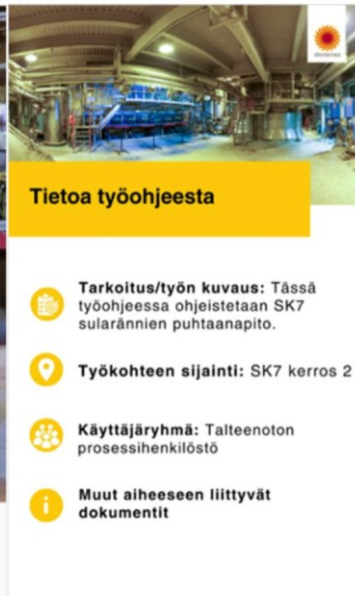 Tietoa työohjeesta
Tarkoitus/työn kuvaus: Tässä
työohjeessa ohjeistetaan SK7
sularännien puhtaanapito.
Työkohteen sijainti: SK7 kerros 2
Käyttäjäryhmä: Talteenoton
prosessihenkilöstö
Muut aiheeseen liittyvät
dokumentit